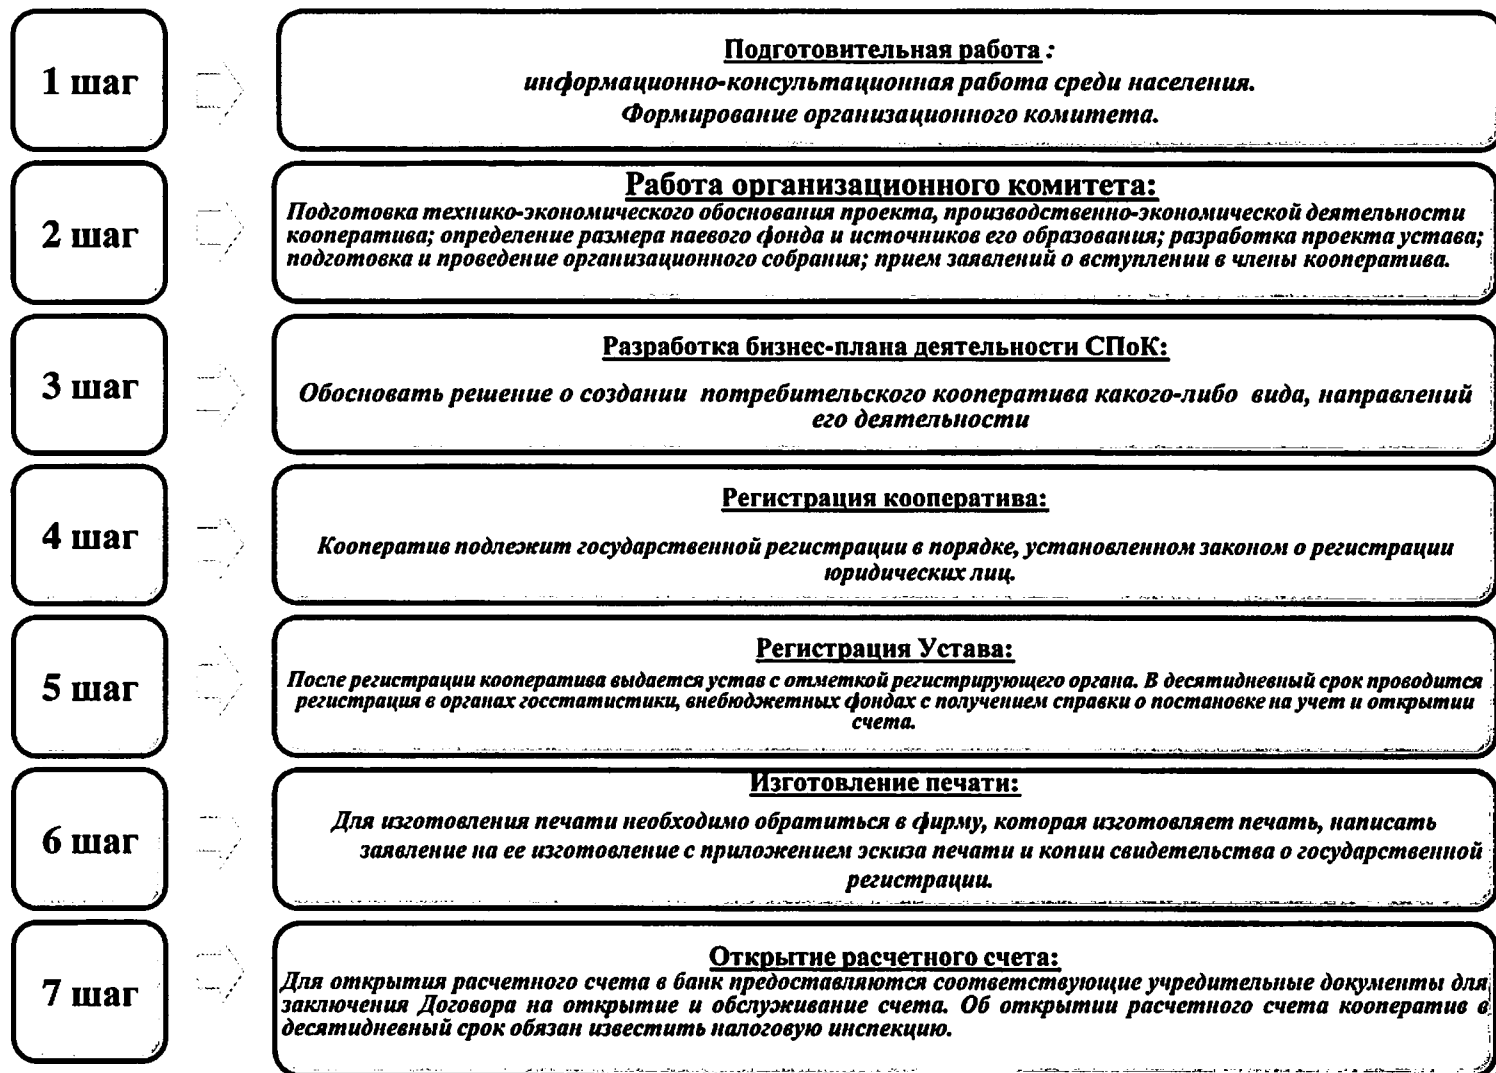 1 шаг
Подготовительная работа :
информационно-консультационная работа среди населения.
Формирование организационного комитета.
2 шаг
Работа организационного комитета:
Подготовка технико-экономического обоснования проекта, производственно-экономической деятельности
кооператива; определение размера паевого фонда и источников его образования; разработка проекта устава;
подготовка и проведение организационного собрания; прием заявлений о вступлении в члены кооператива.
3 шаг
Разработка бизнес-плана деятельности СПоК:
Обосновать решение о создании потребительского кооператива какого-либо вида, направлений
его деятельности
4 шаг
Регистрация кооператива:
Кооператив подлежит государственной регистрации в порядке, установленном законом о регистрации
юридических лиц.
5 шаг
Регистрация Устава:
После регистрации кооператива выдается устав с отметкой регистрирующего органа. В десятидневный срок проводится
регистрация в органах госстатистики, внебюджетных фондах с получением справки о постановке на учет и открытии
счета.
6 шаг
Изготовление печати:
Для изготовления печати необходимо обратиться в фирму, которая изготовляет печать, написать
заявление на ее изготовление с приложением эскиза печати и копии свидетельства о государственной
регистрации.
7 шаг
Открытие расчетного счета:
Для открытия расчетного счета в банк предоставляются соответствующие учредительные документы для
заключения Договора на открытие и обслуживание счета. Об открытии расчетного счета кооператив в
десятидневный срок обязан известить налоговую инспекцию.